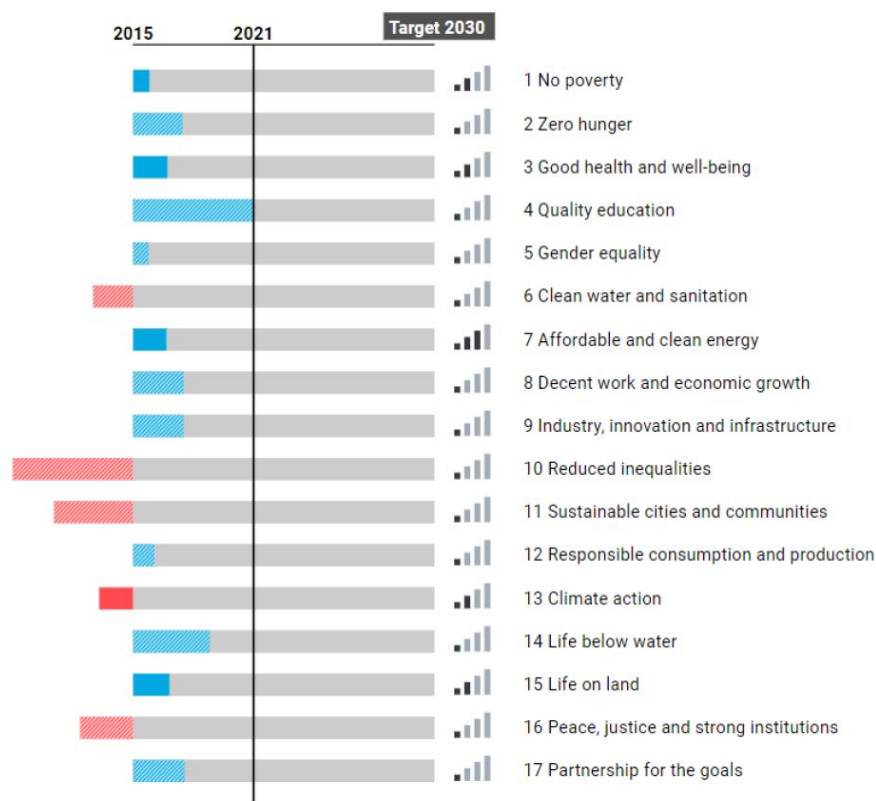 2015 2021 Target 2030
1 No poverty
2 Zero hunger
3 Good health and well-being
4 Quality education
5 Gender equality
6 Clean water and sanitation
7 Affordable and clean energy
8 Decent work and economic growth
9 Industry, innovation and infrastructure
10 Reduced inequalities
11 Sustainable cities and communities
12 Responsible consumption and production
13 Climate action
14 Life below water
15 Life on land
16 Peace, justice and strong institutions
17 Partnership for the goals